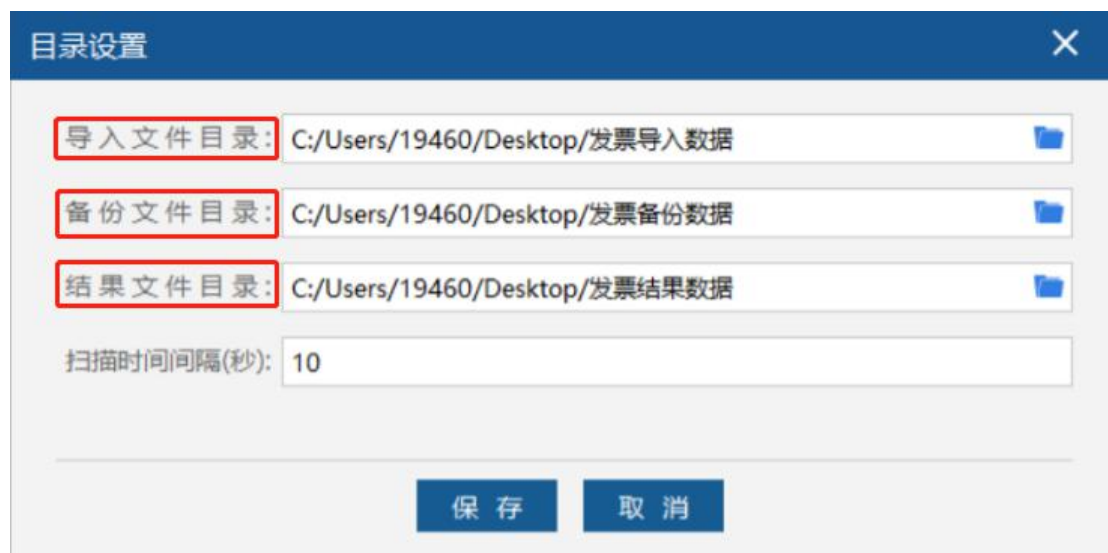 目录设置
导入文件目录: C:/Users/19460/Desktop/发票导入数据
备份文件目录: C:/Users/19460/Desktop/发票备份数据
结果文件目录: C:/Users/19460/Desktop/发票结果数据
扫描时间间隔(秒): 10
保存 取消